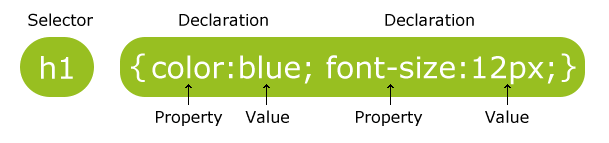 Selector Declaration Declaration
h1 {color:blue; font-size:12px;}
Property Value Property Value